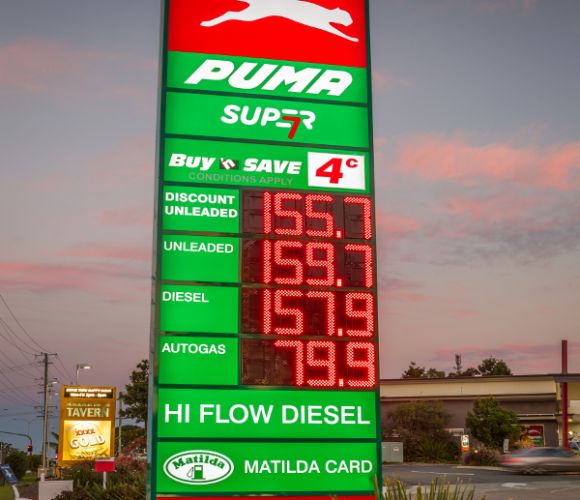 PUMA
SUPER 7
BUY N SAVE 4c
CONDITIONS APPLY
DISCOUNT
UNLEADED 155.7
UNLEADED 159.7
DIESEL 157.9
AUTOGAS 79.9
HI FLOW DIESEL
Matilda
MATILDA CARD
TAVERN
XXXX
GOLD